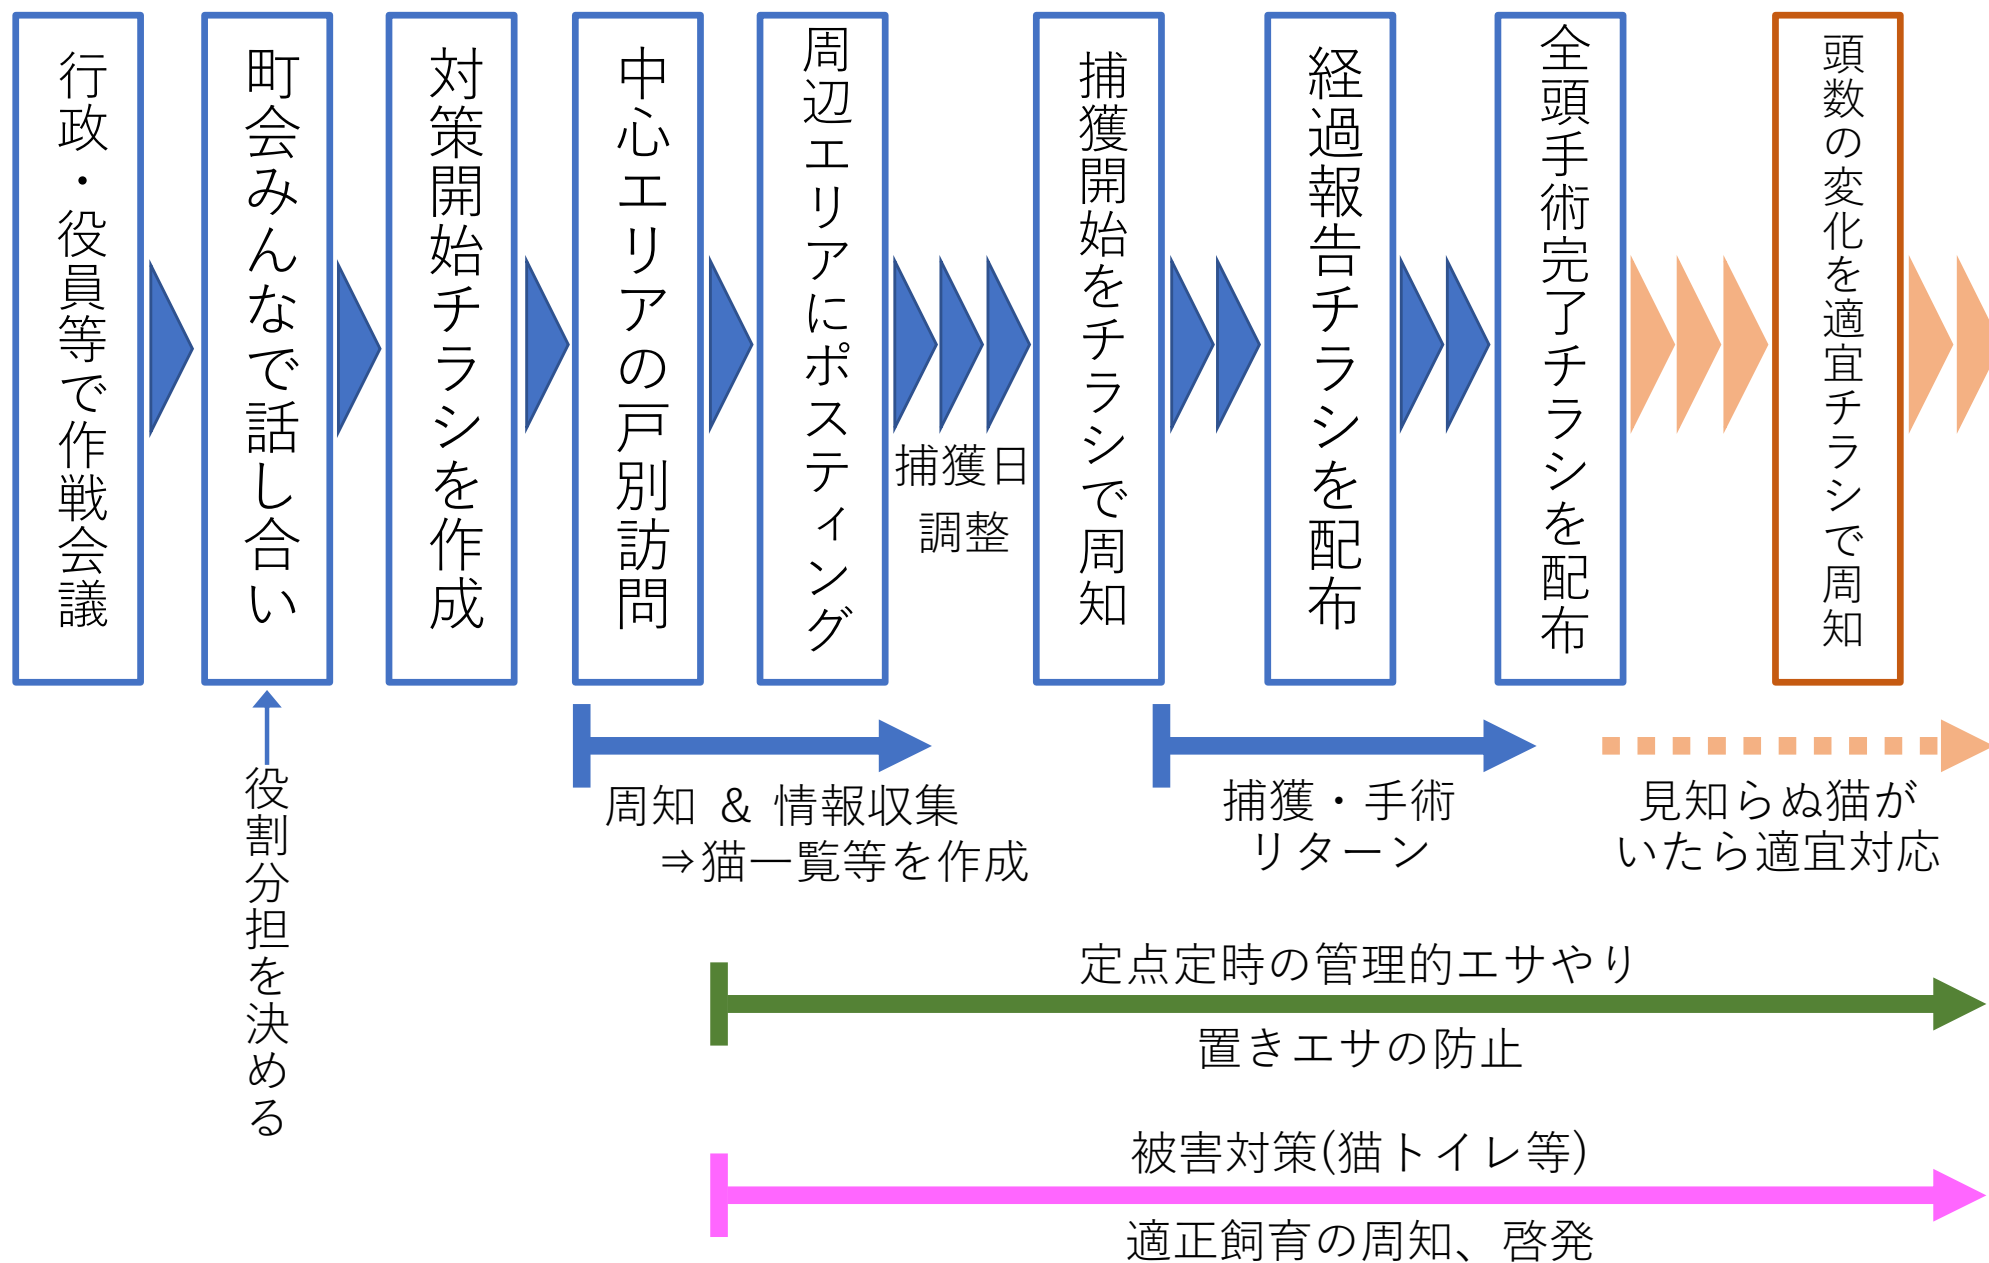 行政・役員等で作戦会議
町会みんなで話し合い
対策開始チラシを作成
中心エリアの戸別訪問
周辺エリアにポスティング
捕獲日
調整
捕獲開始をチラシで周知
経過報告チラシを配布
全頭手術完了チラシを配布
頭数の変化を適宜チラシで周知
役割分担を決める
周知 & 情報収集
⇒猫一覧等を作成
捕獲・手術
リターン
見知らぬ猫が
いたら適宜対応
定点定時の管理的エサやり
置きエサの防止
被害対策(猫トイレ等)
適正飼育の周知、啓発